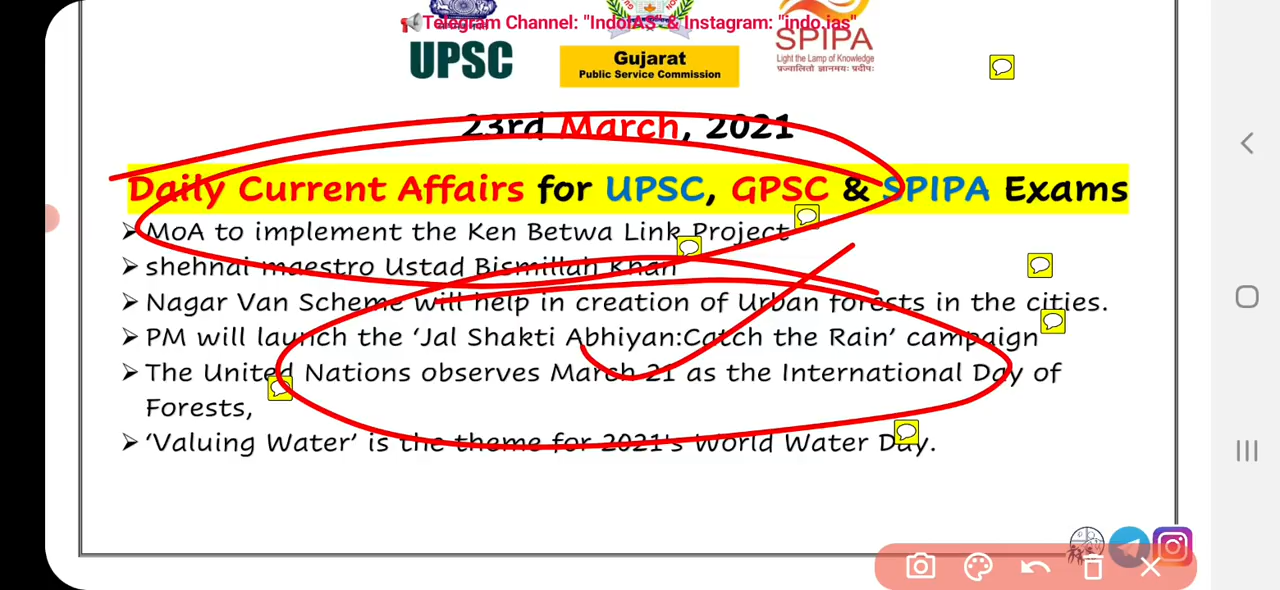 Telegram Channel: "IndoIAS" & Instagram: "indo.ias"
UPSC
Gujarat
Public Service Commission
SPIPA
Light the Lamp of Knowledge
प्रज्वालितो ज्ञानमयः प्रदीपः
23rd March, 2021
Daily Current Affairs for UPSC, GPSC & SPIPA Exams
➤ MoA to implement the Ken Betwa Link Project
➤ shehnai maestro Ustad Bismillah Khan
➤ Nagar Van Scheme will help in creation of Urban forests in the cities.
➤ PM will launch the ‘Jal Shakti Abhiyan:Catch the Rain’ campaign
➤ The United Nations observes March 21 as the International Day of
Forests,
➤ ‘Valuing Water’ is the theme for 2021's World Water Day.